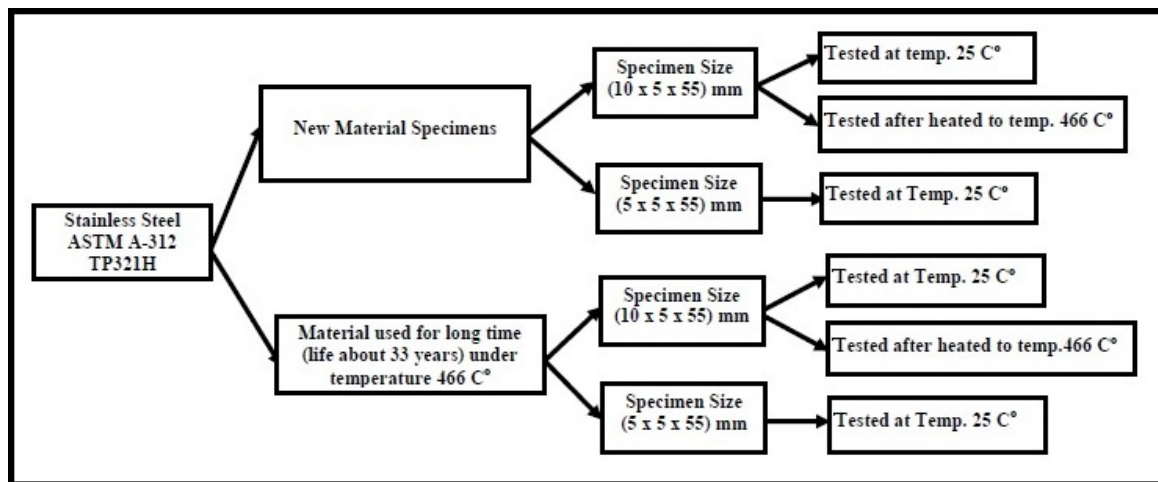 Stainless Steel
ASTM A-312
TP321H
New Material Specimens
Specimen Size
(10 x 5 x 55) mm
Tested at temp. 25 C°
Tested after heated to temp. 466 C°
Specimen Size
(5 x 5 x 55) mm
Tested at Temp. 25 C°
Material used for long time
(life about 33 years) under
temperature 466 C°
Specimen Size
(10 x 5 x 55) mm
Tested at Temp. 25 C°
Tested after heated to temp.466 C°
Specimen Size
(5 x 5 x 55) mm
Tested at Temp. 25 C°